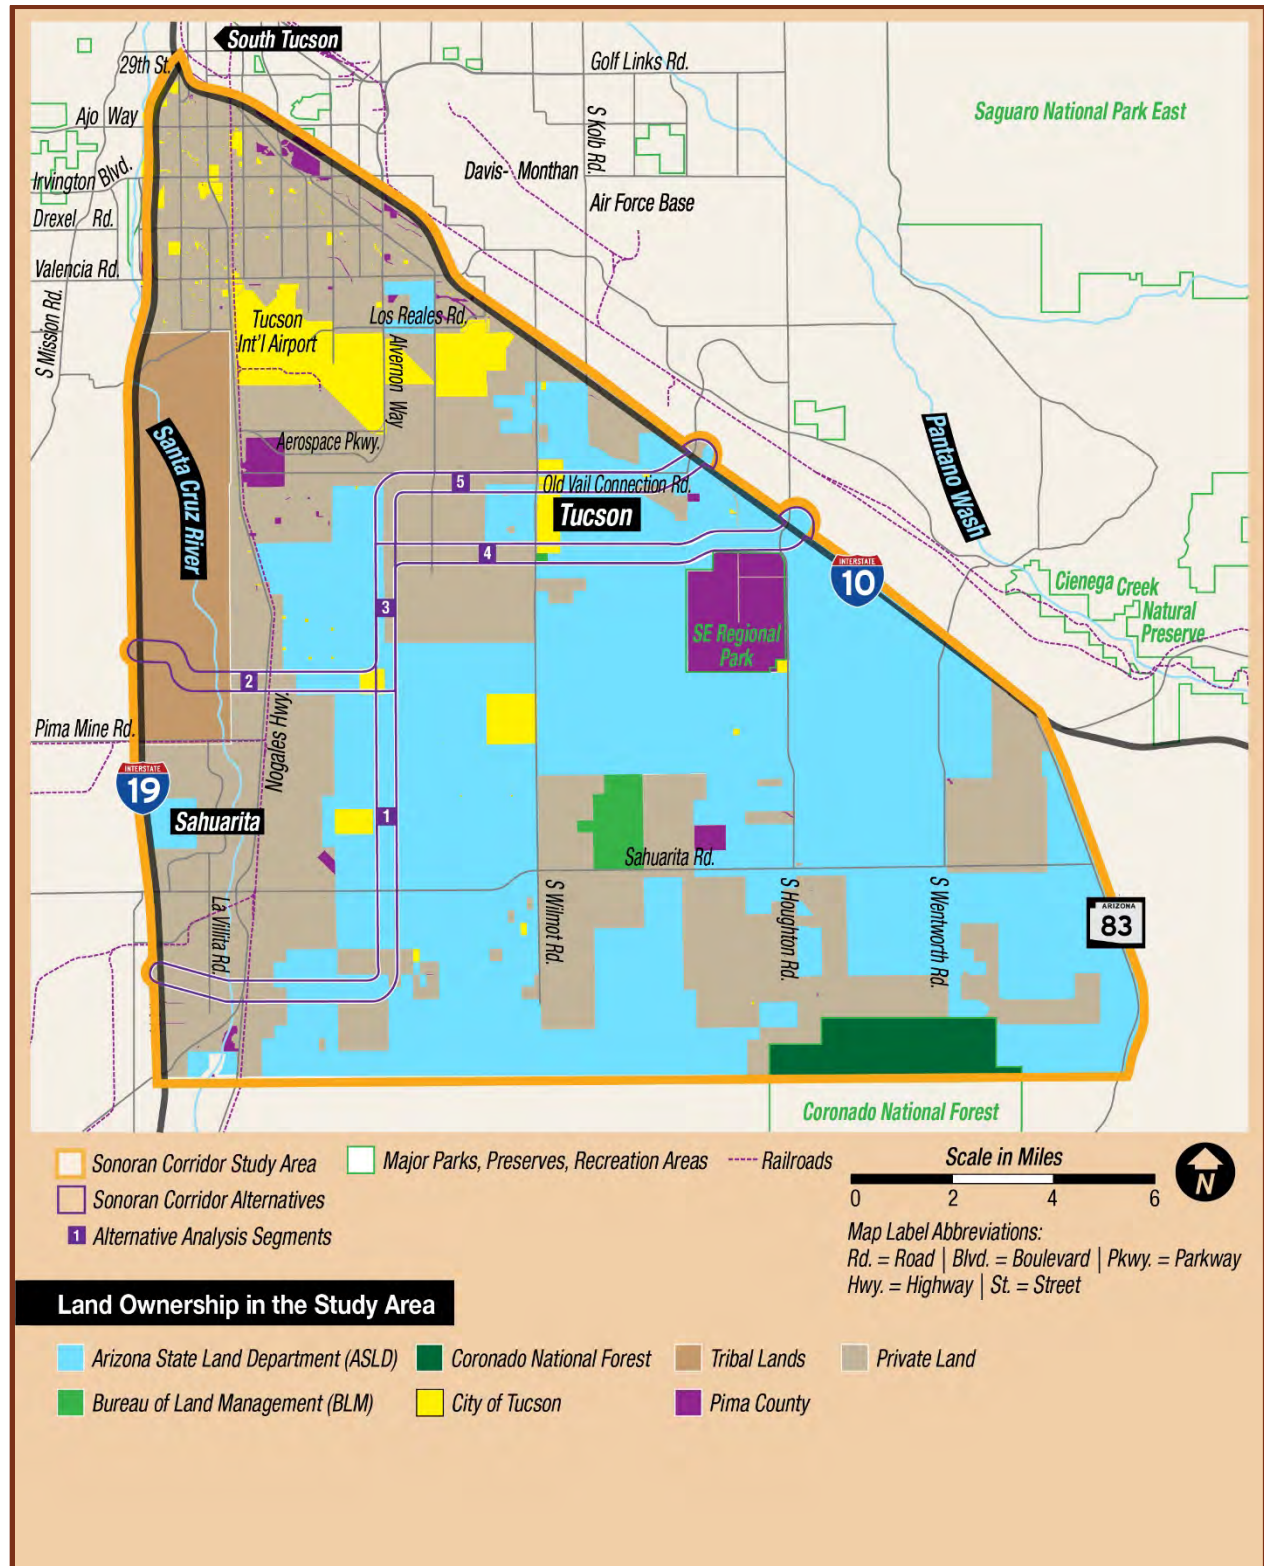 South Tucson
29th St.
Golf Links Rd.
Ajo Way
S Kolb Rd.
Saguaro National Park East
Irvington Blvd.
Davis- Monthan
Air Force Base
Drexel Rd.
Valencia Rd.
S Mission Rd.
Tucson
Int'l Airport
Los Reales Rd.
Alvernon Way
Santa Cruz River
Aerospace Pkwy.
Pantano Wash
5
Old Vail Connection Rd.
Tucson
4
INTERSTATE
10
Cienega Creek
Natural
Preserve
3
SE Regional
Park
2
Nogales Hwy.
Pima Mine Rd.
INTERSTATE
19
Sahuarita
1
Sahuarita Rd.
La Villita Rd.
S Wilmot Rd.
S Houghton Rd.
S Wentworth Rd.
ARIZONA
83
Coronado National Forest
Sonoran Corridor Study Area
Major Parks, Preserves, Recreation Areas
Railroads
Sonoran Corridor Alternatives
1 Alternative Analysis Segments
Scale in Miles
0 2 4 6
N
Map Label Abbreviations:
Rd. = Road | Blvd. = Boulevard | Pkwy. = Parkway
Hwy. = Highway | St. = Street
Land Ownership in the Study Area
Arizona State Land Department (ASLD)
Coronado National Forest
Tribal Lands
Private Land
Bureau of Land Management (BLM)
City of Tucson
Pima County